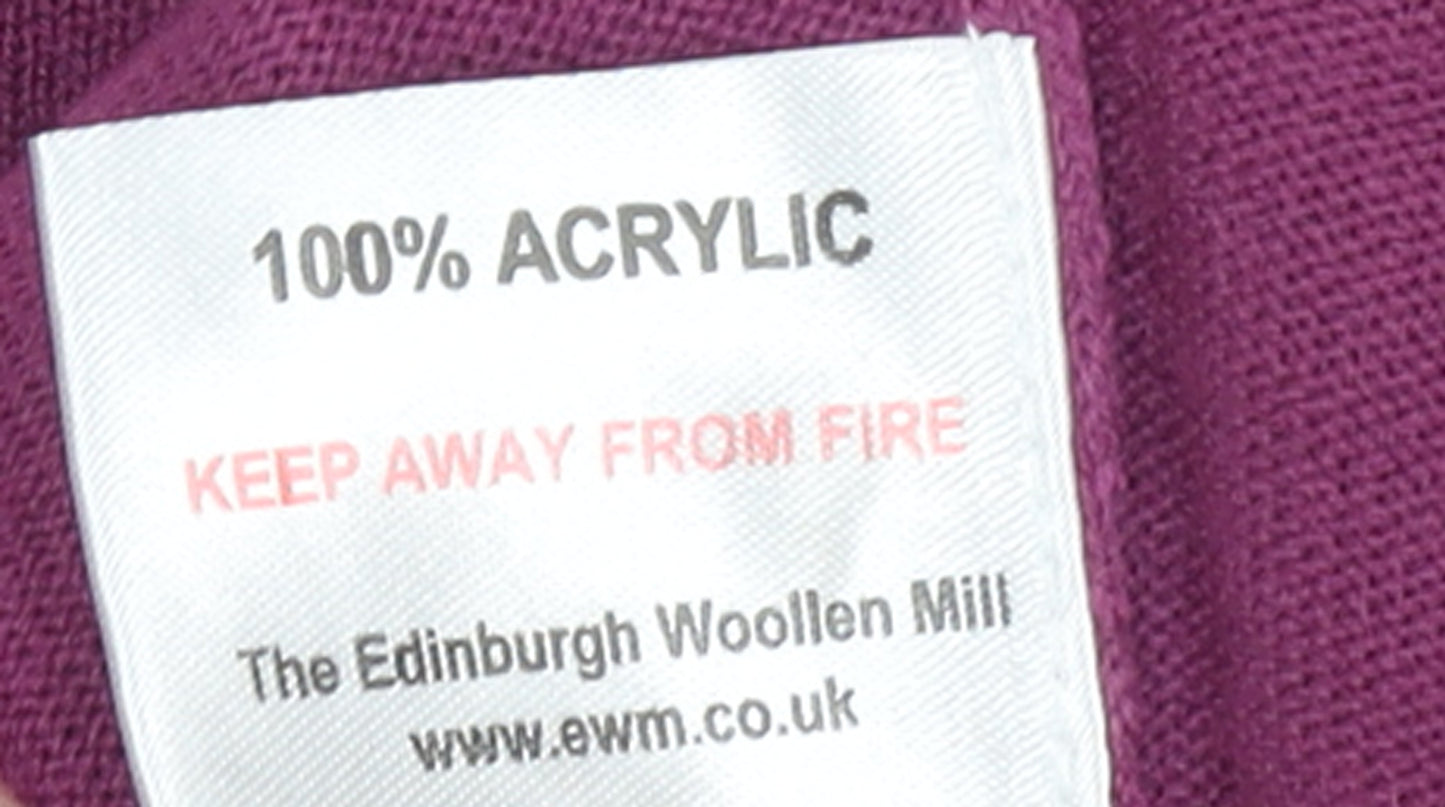 100% ACRYLIC
KEEP AWAY FROM FIRE
The Edinburgh Woollen Mill
www.ewm.co.uk